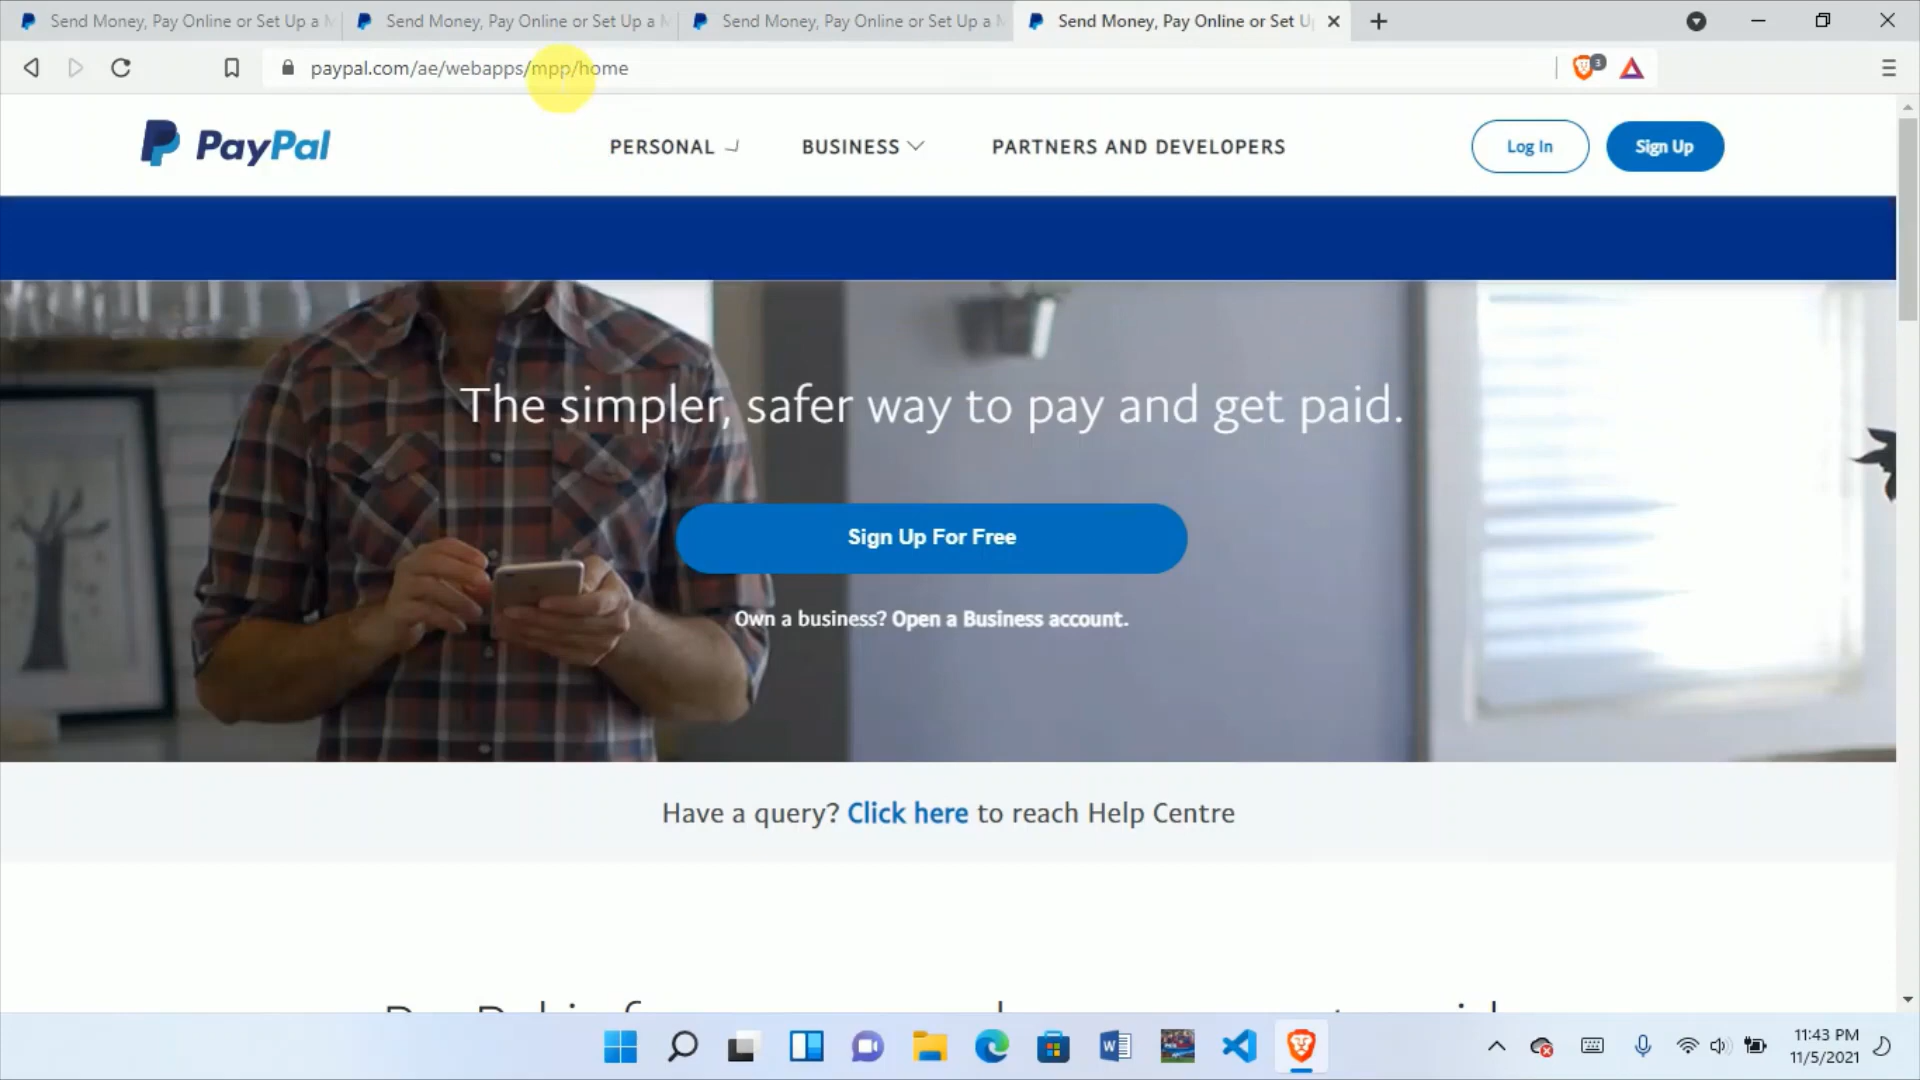 Send Money, Pay Online or Set Up a M
Send Money, Pay Online or Set Up a M
Send Money, Pay Online or Set Up a M
Send Money, Pay Online or Set Up
paypal.com/ae/webapps/mpp/home
3
PayPal
PERSONAL
BUSINESS
PARTNERS AND DEVELOPERS
Log In
Sign Up
The simpler, safer way to pay and get paid.
Sign Up For Free
Own a business? Open a Business account.
Have a query? Click here to reach Help Centre
11:43 PM
11/5/2021